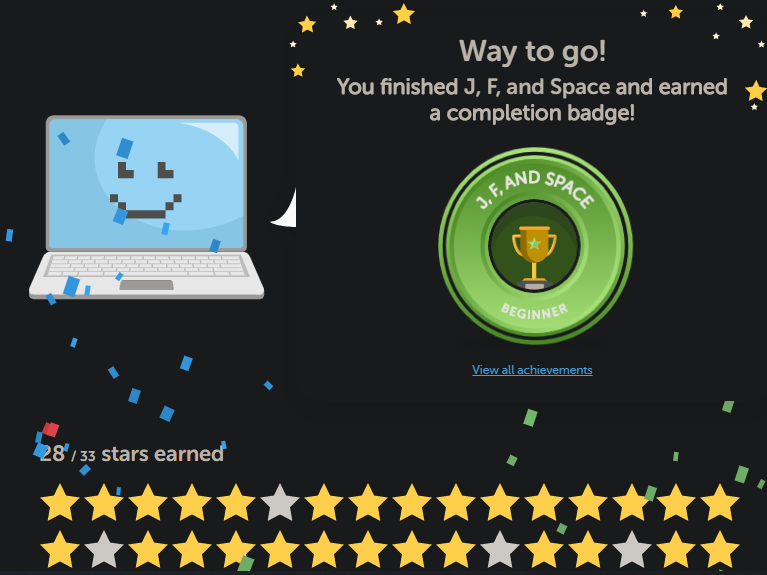 Way to go!
You finished J, F, and Space and earned
a completion badge!
J, F, AND SPACE
BEGINNER
View all achievements
28 / 33 stars earned